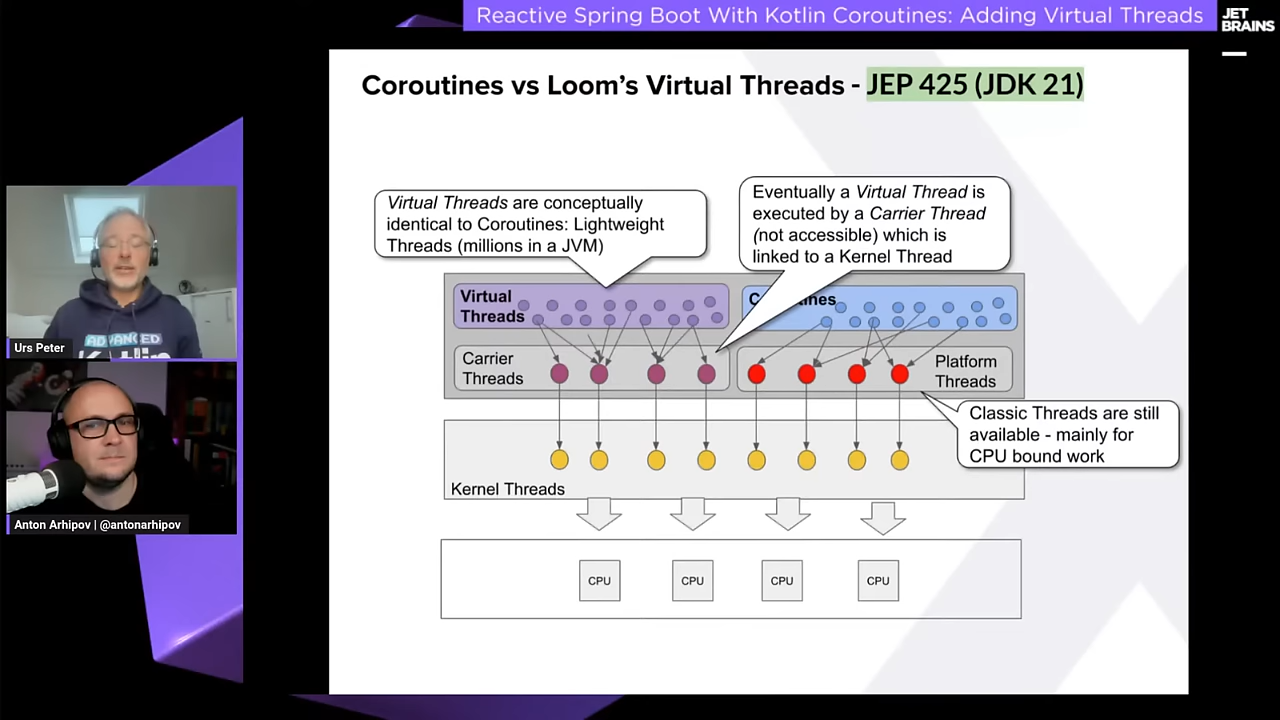 Reactive Spring Boot With Kotlin Coroutines: Adding Virtual Threads
JET
BRAINS
Coroutines vs Loom's Virtual Threads - JEP 425 (JDK 21)
Virtual Threads are conceptually
identical to Coroutines: Lightweight
Threads (millions in a JVM)
Eventually a Virtual Thread is
executed by a Carrier Thread
(not accessible) which is
linked to a Kernel Thread
Virtual
Threads
Carrier
Threads
Platform
Threads
Classic Threads are still
available - mainly for
CPU bound work
Kernel Threads
CPU
CPU
CPU
CPU
ADVANCED
Urs Peter
Anton Arhipov | @antonarhipov